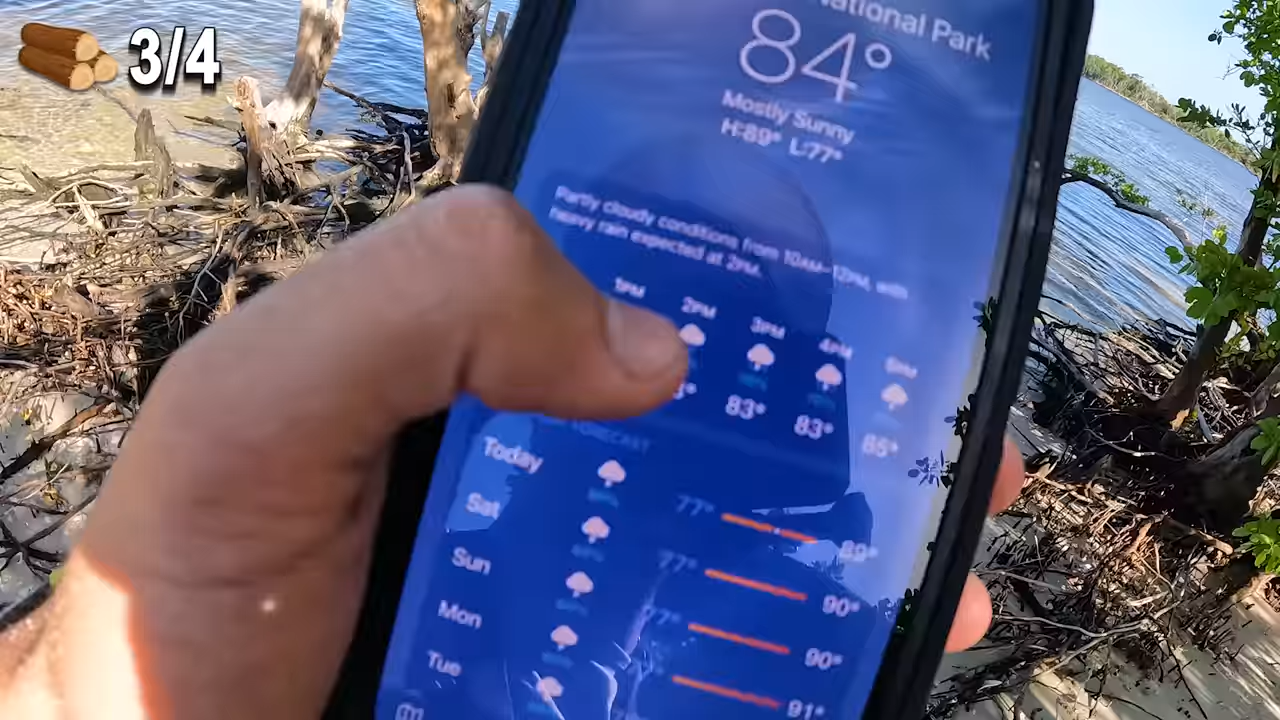 3/4
National Park
84°
Mostly Sunny
H:89° L:77°
Partly cloudy conditions from 10AM–12PM, with
heavy rain expected at 2PM.
1PM 2PM 3PM 4PM 5PM
3° 83° 83° 85°
FORECAST
Today 77° 89°
Sat 77° 90°
Sun 77° 90°
Mon 91°
Tue